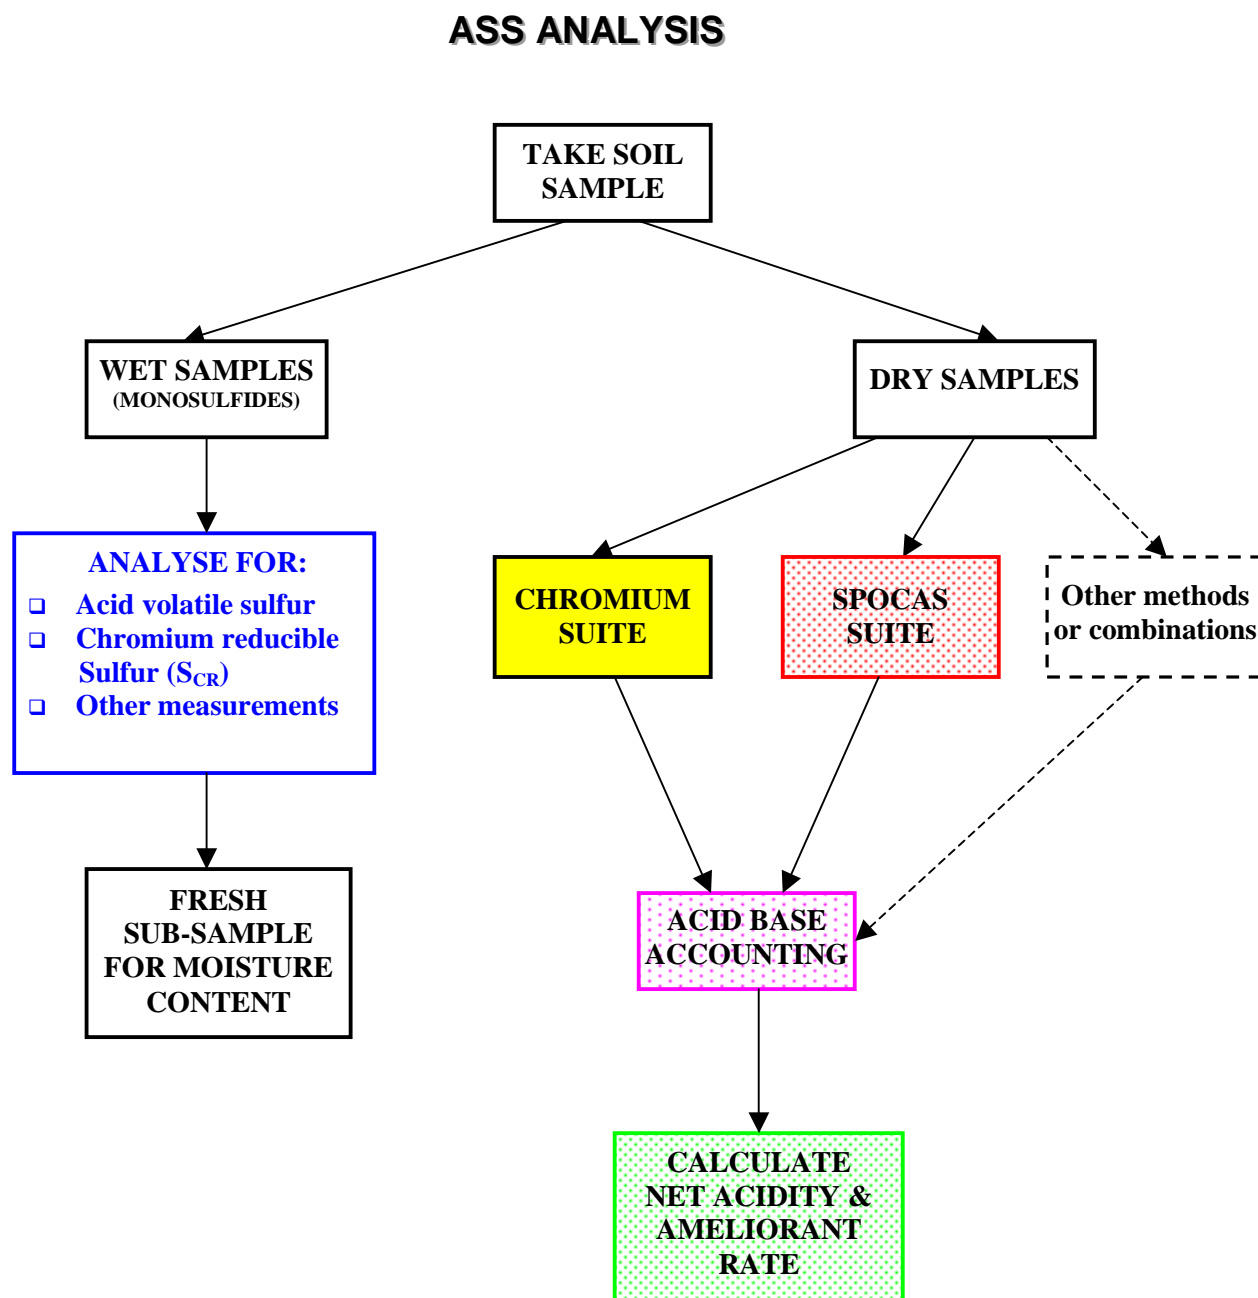 ASS ANALYSIS
TAKE SOIL
SAMPLE
WET SAMPLES
(MONOSULFIDES)
DRY SAMPLES
ANALYSE FOR:
❑ Acid volatile sulfur
❑ Chromium reducible
Sulfur (SCR)
❑ Other measurements
CHROMIUM
SUITE
SPOCAS
SUITE
Other methods
or combinations
FRESH
SUB-SAMPLE
FOR MOISTURE
CONTENT
ACID BASE
ACCOUNTING
CALCULATE
NET ACIDITY &
AMELIORANT
RATE